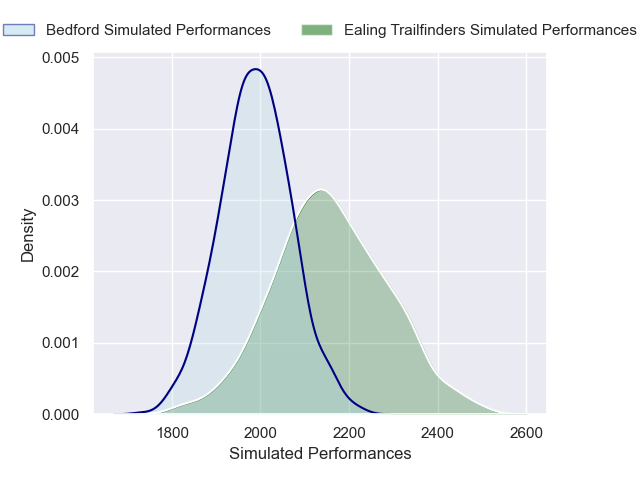 Bedford Simulated Performances
Ealing Trailfinders Simulated Performances
0.005
0.004
0.003
0.002
0.001
0.000
Density
1800
2000
2200
2400
2600
Simulated Performances